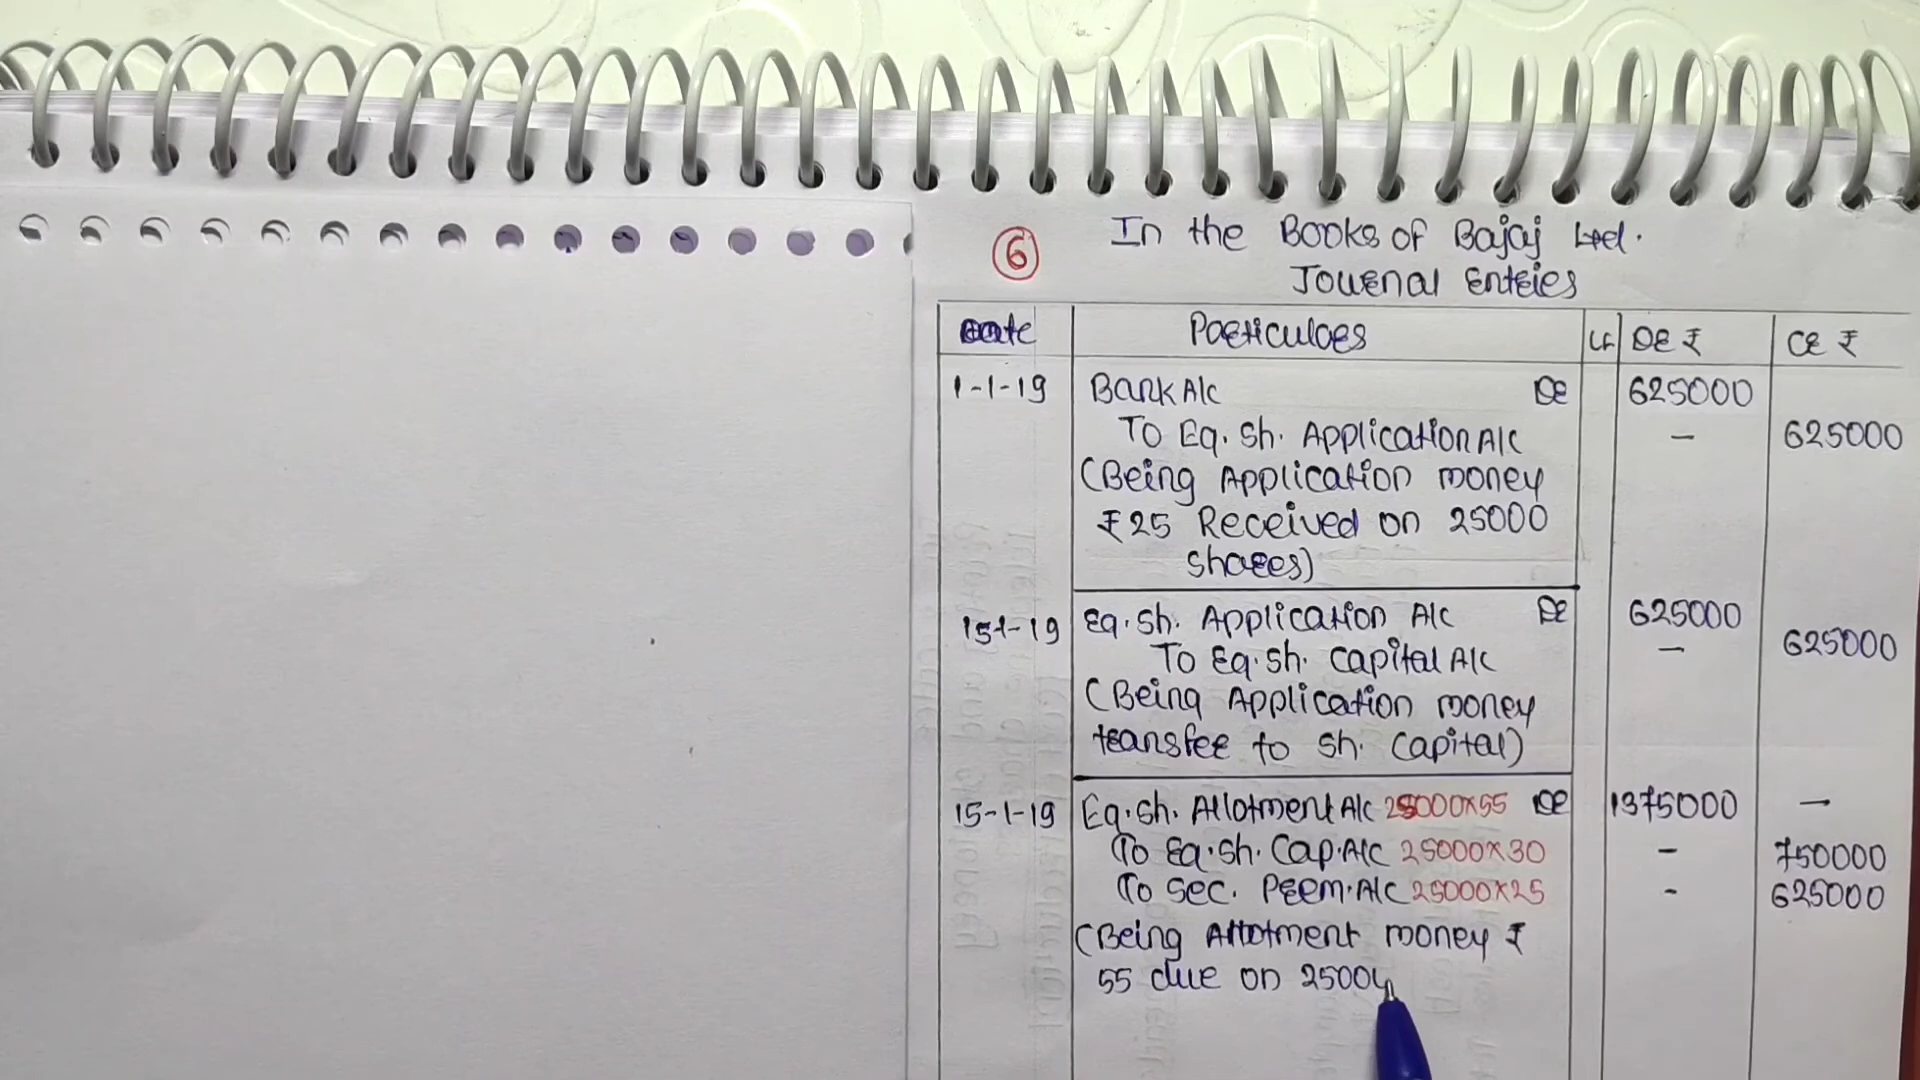 6
In the Books of Bajaj Ltd.
Journal Entries
Date Particulars LF DR ₹ CR ₹
1-1-19 Bank A/c DR 625000
To Eq. Sh. Application A/c - 625000
(Being Application money
₹25 Received on 25000
shares)
15-1-19 Eq. Sh. Application A/c DR 625000
To Eq. Sh. Capital A/c - 625000
(Being Application money
transfer to Sh. Capital)
15-1-19 Eq. Sh. Allotment A/c 25000x55 DR 1375000 -
To Eq. Sh. Cap. A/c 25000x30 - 750000
To Sec. Prem. A/c 25000x25 - 625000
(Being Allotment money ₹
55 due on 25000